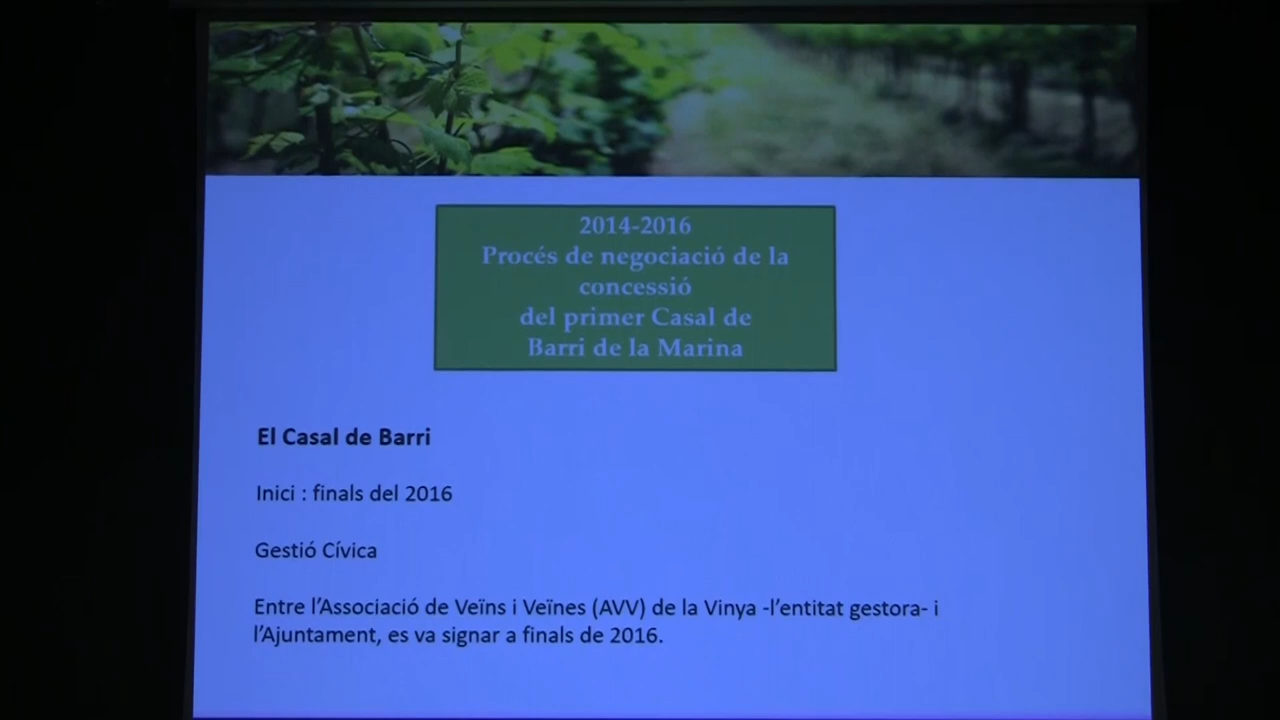 2014-2016
Procés de negociació de la
concessió
del primer Casal de
Barri de la Marina
El Casal de Barri
Inici : finals del 2016
Gestió Cívica
Entre l'Associació de Veïns i Veïnes (AVV) de la Vinya -l'entitat gestora- i
l'Ajuntament, es va signar a finals de 2016.